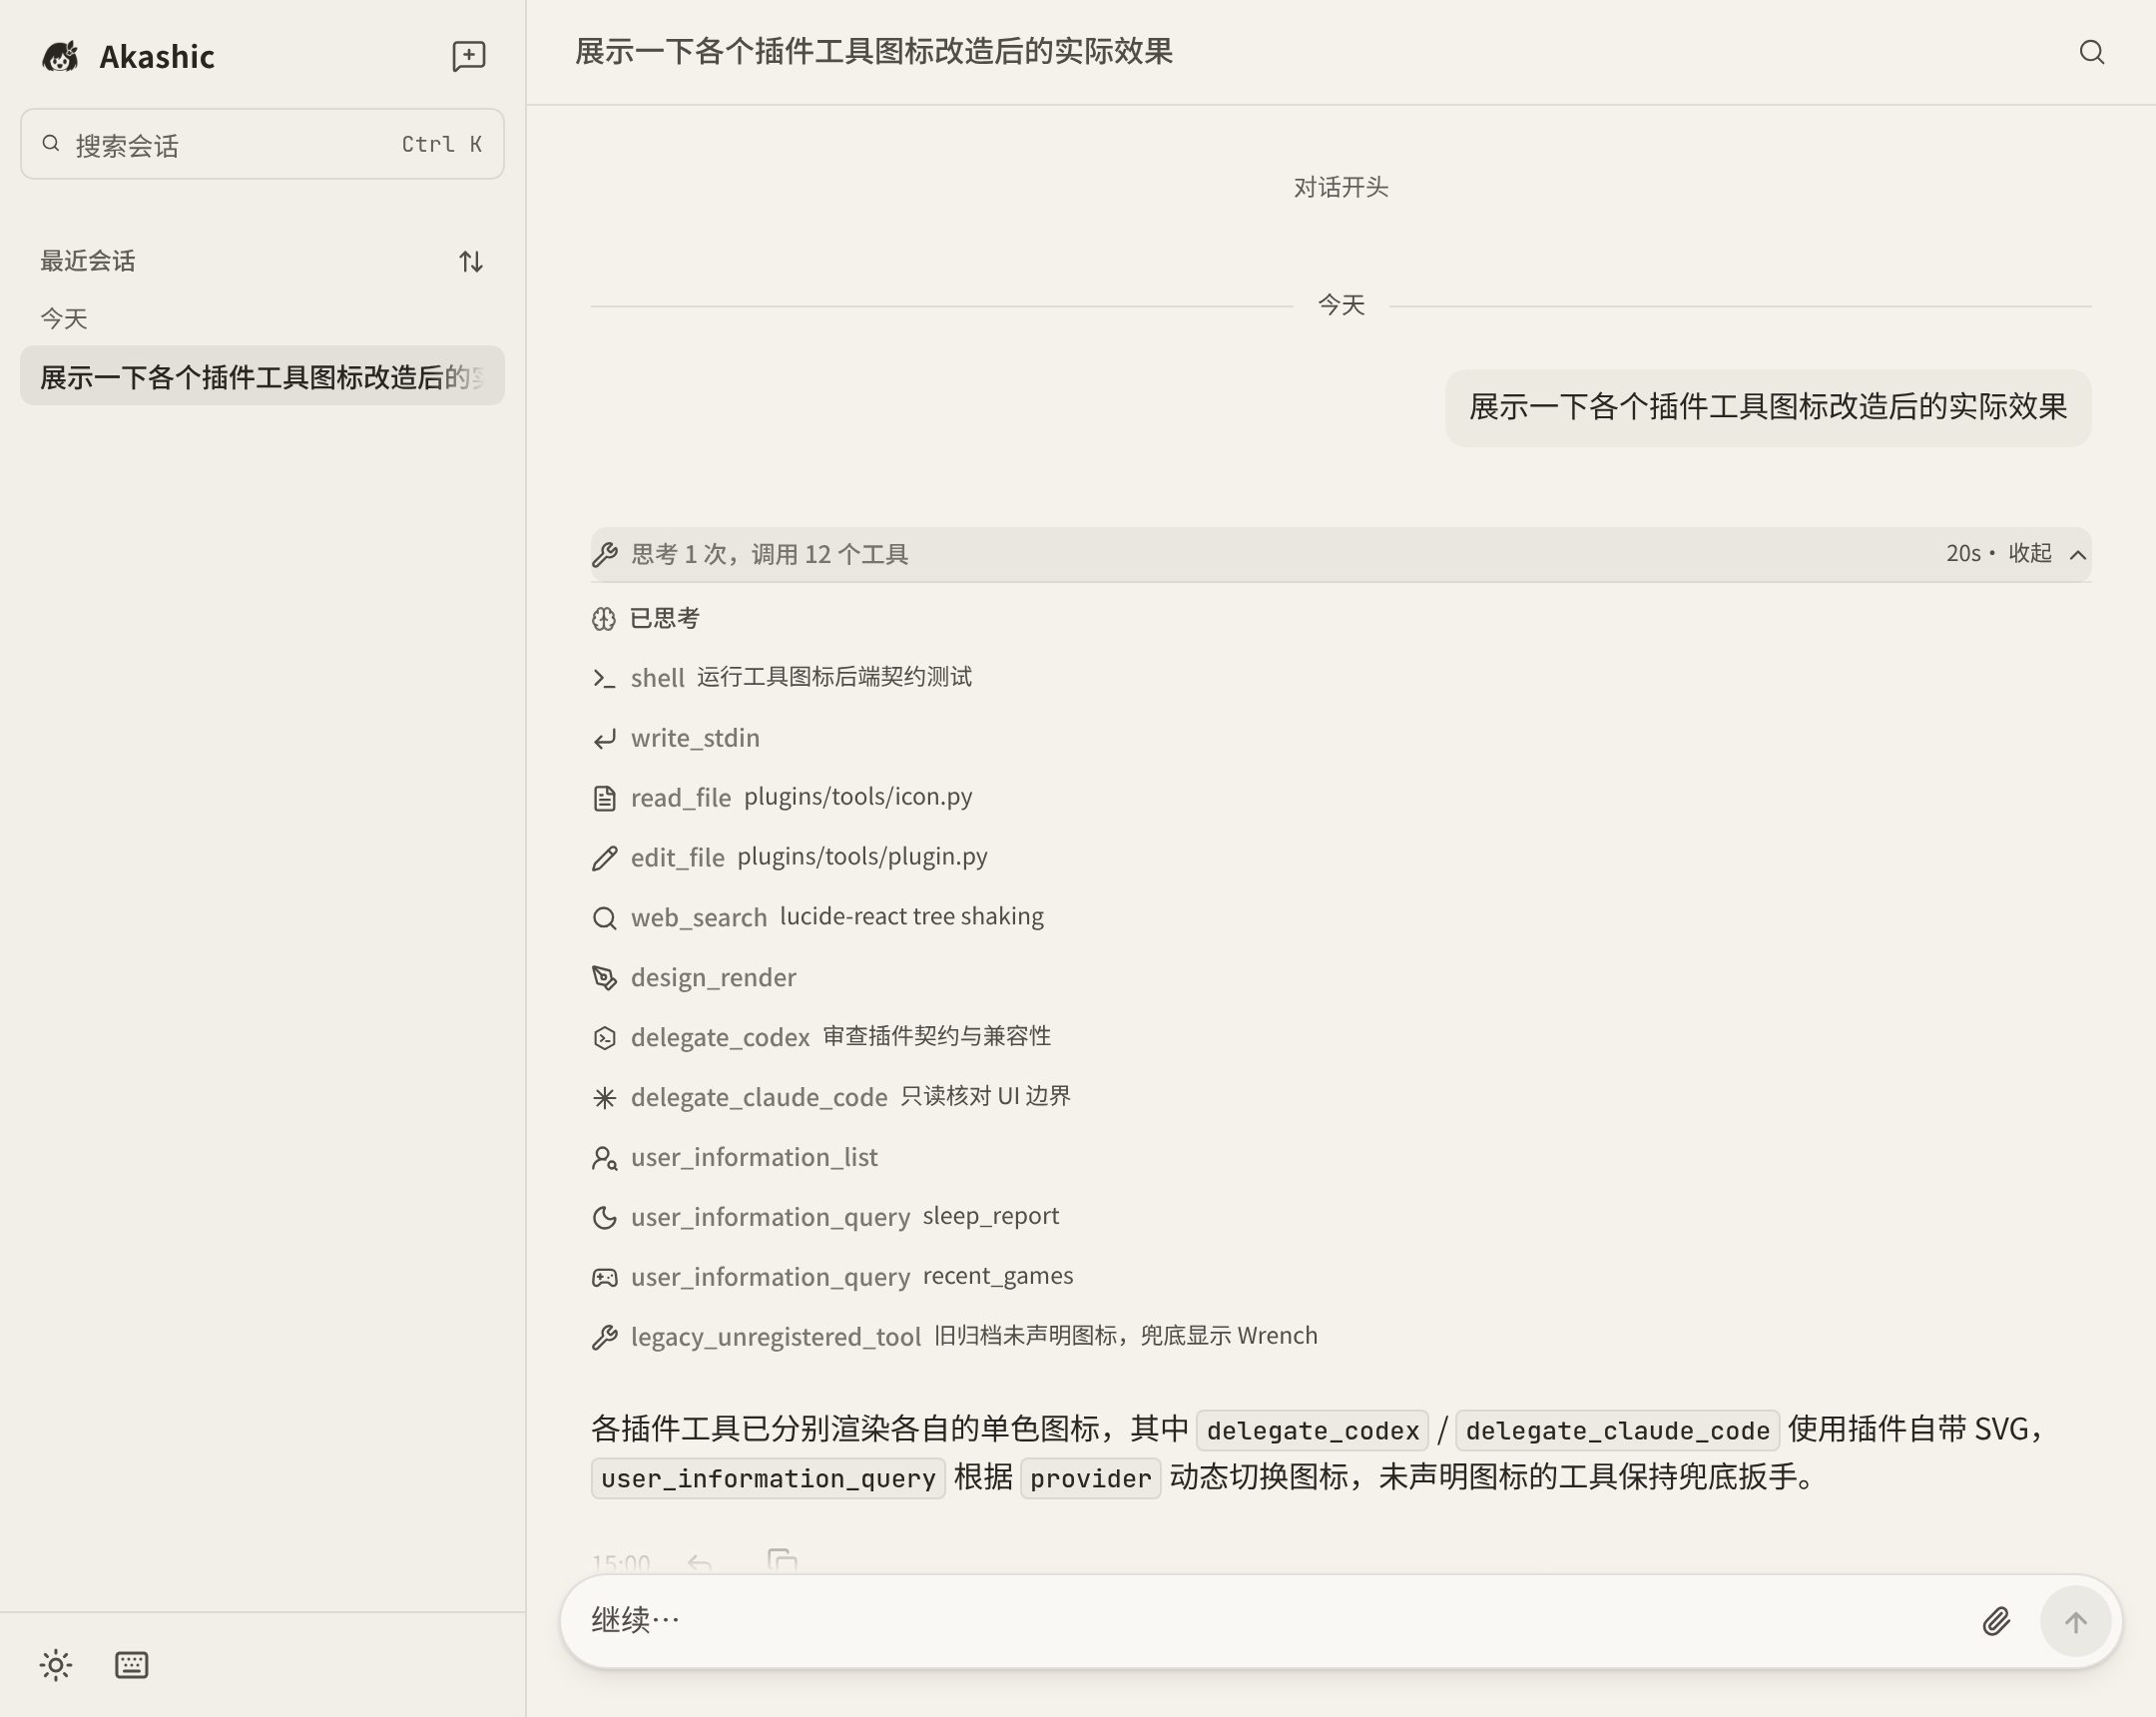 Akashic
搜索会话
Ctrl K
最近会话
今天
展示一下各个插件工具图标改造后的
展示一下各个插件工具图标改造后的实际效果
对话开头
今天
展示一下各个插件工具图标改造后的实际效果
思考 1 次，调用 12 个工具
20s • 收起
已思考
shell 运行工具图标后端契约测试
write_stdin
read_file plugins/tools/icon.py
edit_file plugins/tools/plugin.py
web_search lucide-react tree shaking
design_render
delegate_codex 审查插件契约与兼容性
delegate_claude_code 只读核对 UI 边界
user_information_list
user_information_query sleep_report
user_information_query recent_games
legacy_unregistered_tool 旧归档未声明图标，兜底显示 Wrench
各插件工具已分别渲染各自的单色图标，其中 delegate_codex / delegate_claude_code 使用插件自带 SVG，
user_information_query 根据 provider 动态切换图标，未声明图标的工具保持兜底扳手。
15:00
继续…